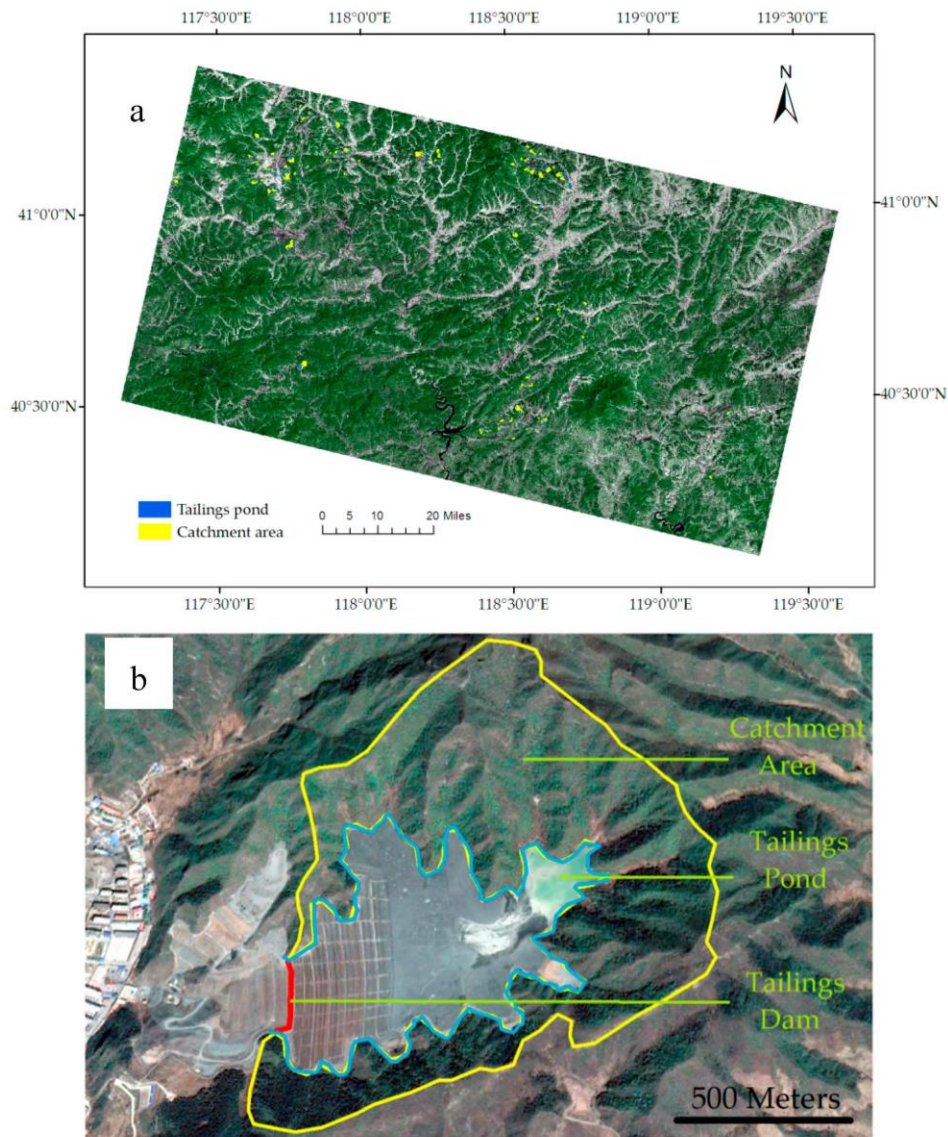 117°30'0"E 118°0'0"E 118°30'0"E 119°0'0"E 119°30'0"E
a
N
41°0'0"N 41°0'0"N
40°30'0"N 40°30'0"N
Tailings pond
Catchment area
0 5 10 20 Miles
117°30'0"E 118°0'0"E 118°30'0"E 119°0'0"E 119°30'0"E
b
Catchment
Area
Tailings
Pond
Tailings
Dam
500 Meters